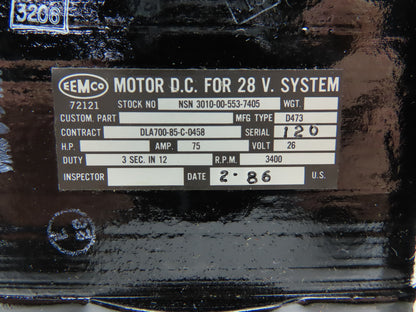 3206
EEMCO MOTOR D.C. FOR 28 V. SYSTEM
72121 STOCK NO NSN 3010-00-553-7405 WGT.
CUSTOM. PART MFG TYPE D473
CONTRACT DLA700-85-C-0458 SERIAL 120
H.P. AMP. 75 VOLT 26
DUTY 3 SEC. IN 12 R.P.M. 3400
INSPECTOR DATE 2-86 U.S.